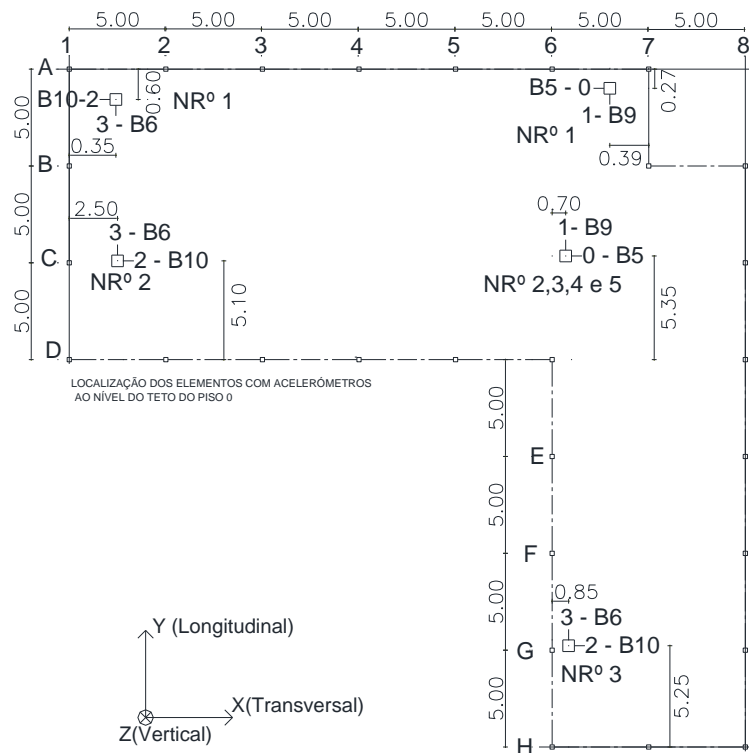 5.00 5.00 5.00 5.00 5.00 5.00 5.00
1 2 3 4 5 6 7 8
A
B10-2
3 - B6
0.60
NRº 1
B5 - 0
1- B9
NRº 1
0.27
0.39
5.00
0.35
B
2.50
3 - B6
2 - B10
NRº 2
5.00
C
5.10
0.70
1- B9
0 - B5
NRº 2,3,4 e 5
5.35
5.00
D
LOCALIZAÇÃO DOS ELEMENTOS COM ACELERÓMETROS
AO NÍVEL DO TETO DO PISO 0
5.00
E
5.00
F
5.00
0.85
3 - B6
2 - B10
NRº 3
G
5.00
5.25
H
Y (Longitudinal)
X(Transversal)
Z(Vertical)